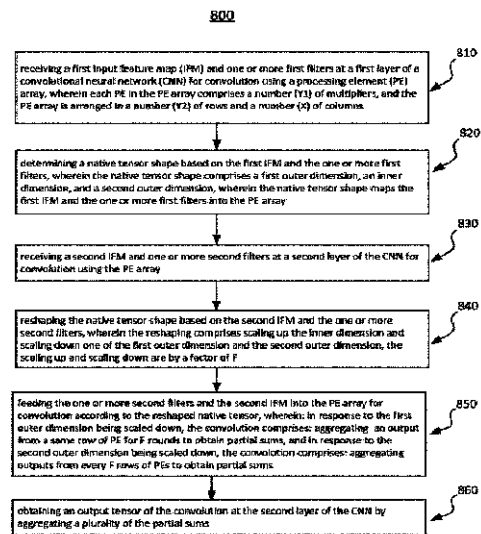 800
receiving a first input feature map (IFM) and one or more first filters at a first layer of a
convolutional neural network (CNN) for convolution using a processing element (PE)
array, wherein each PE in the PE array comprises a number (Y1) of multipliers, and the
PE array is arranged in a number (Y2) of rows and a number (X) of columns
810
determining a native tensor shape based on the first IFM and the one or more first
filters, wherein the native tensor shape comprises a first outer dimension, an inner
dimension, and a second outer dimension, wherein the native tensor shape maps the
first IFM and the one or more first filters into the PE array
820
receiving a second IFM and one or more second filters at a second layer of the CNN for
convolution using the PE array
830
reshaping the native tensor shape based on the second IFM and the one or more
second filters, wherein the reshaping comprises scaling up the inner dimension and
scaling down one of the first outer dimension and the second outer dimension, the
scaling up and scaling down are by a factor of F
840
feeding the one or more second filters and the second IFM into the PE array for
convolution according to the reshaped native tensor, wherein: in response to the first
outer dimension being scaled down, the convolution comprises: aggregating an output
from a same row of PE for F rounds to obtain partial sums, and in response to the
second outer dimension being scaled down, the convolution comprises: aggregating
outputs from every F rows of PEs to obtain partial sums
850
obtaining an output tensor of the convolution at the second layer of the CNN by
aggregating a plurality of the partial sums
860